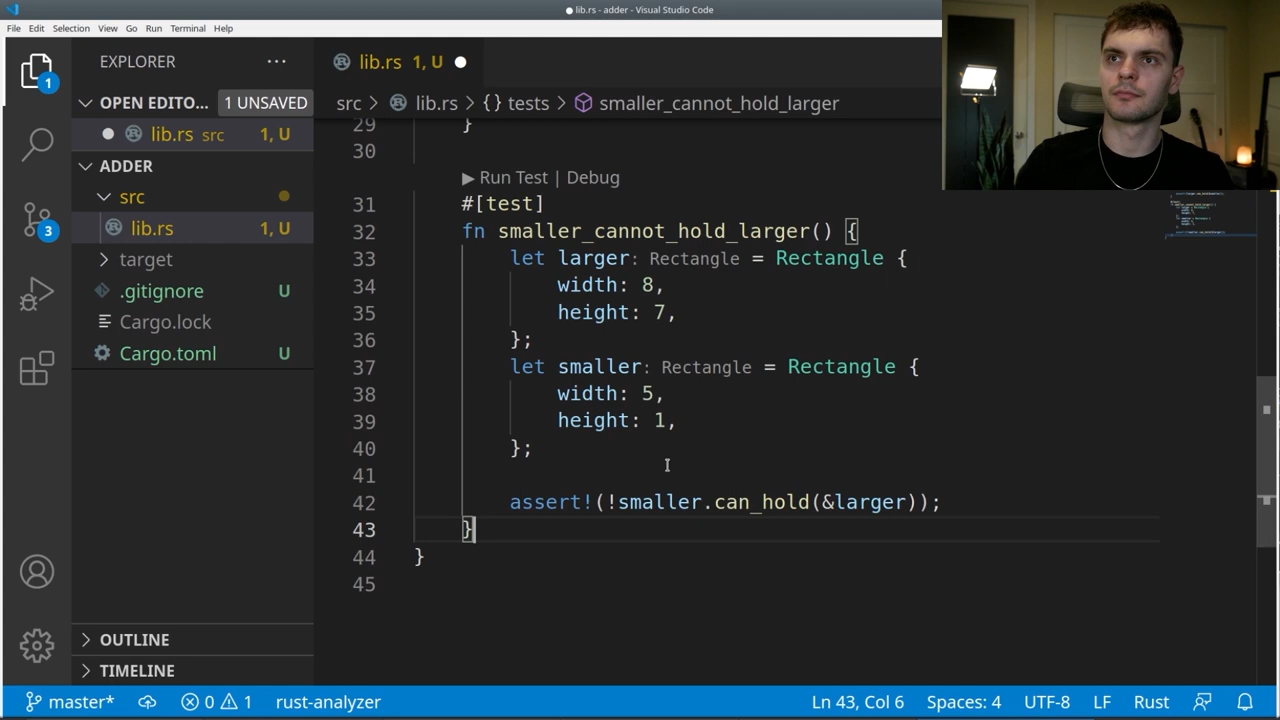 lib.rs - adder - Visual Studio Code
File Edit Selection View Go Run Terminal Help
EXPLORER
lib.rs 1, U
OPEN EDITO... 1 UNSAVED
src > lib.rs > {} tests > smaller_cannot_hold_larger
lib.rs src 1, U
ADDER
src
lib.rs 1, U
target
.gitignore U
Cargo.lock
Cargo.toml U
OUTLINE
TIMELINE
1
3
29 }
30
▶ Run Test | Debug
31 #[test]
32 fn smaller_cannot_hold_larger() {
33 let larger: Rectangle = Rectangle {
34 width: 8,
35 height: 7,
36 };
37 let smaller: Rectangle = Rectangle {
38 width: 5,
39 height: 1,
40 };
41
42 assert!(!smaller.can_hold(&larger));
43 }
44 }
45
master* 0 1 rust-analyzer Ln 43, Col 6 Spaces: 4 UTF-8 LF Rust